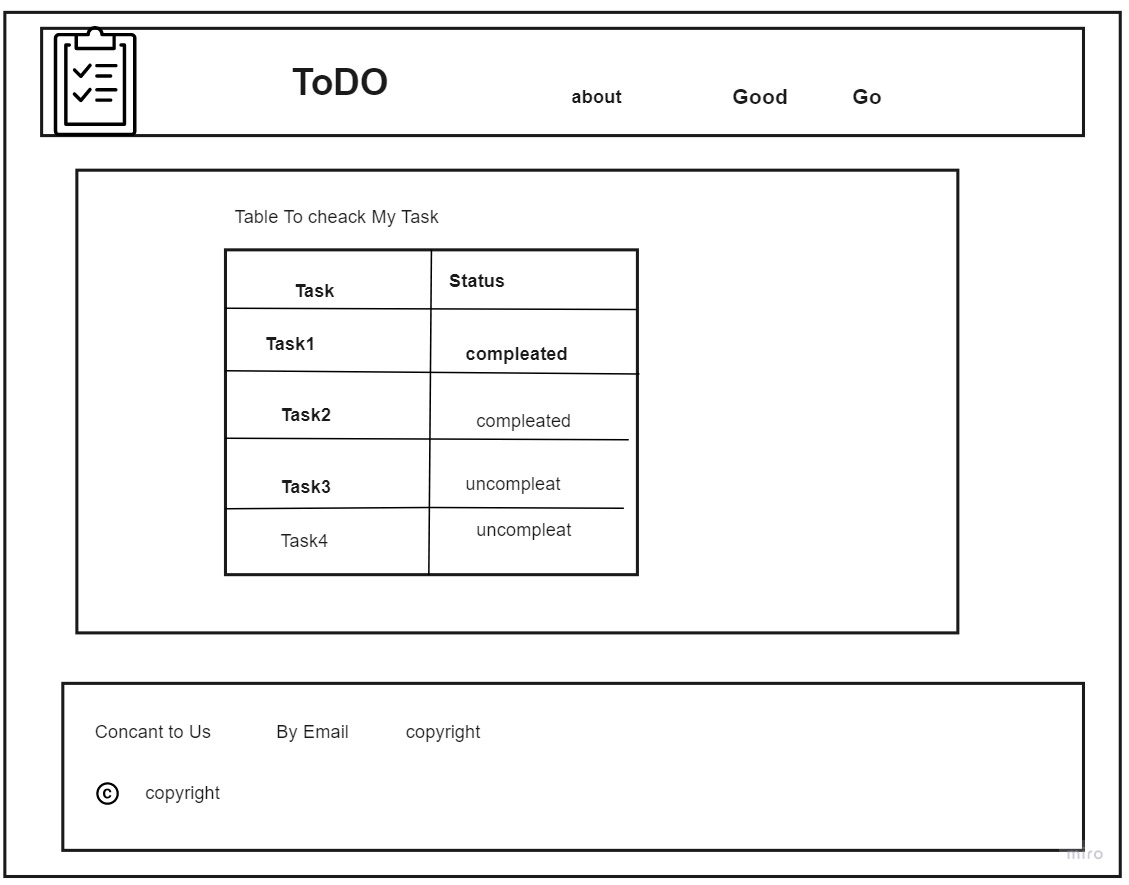 ToDO
about Good Go
Table To cheack My Task
Task Status
Task1 compleated
Task2 compleated
Task3 uncompleat
Task4 uncompleat
Concant to Us By Email copyright
© copyright
miro